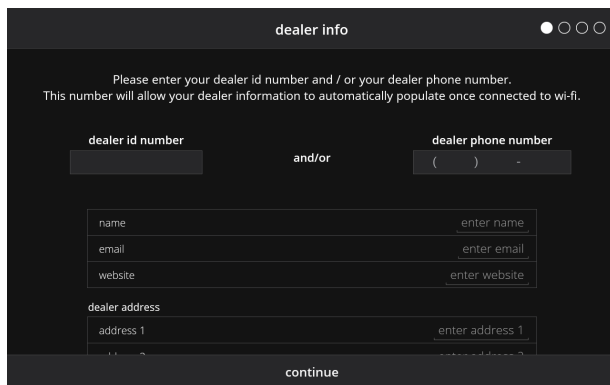 dealer info
Please enter your dealer id number and / or your dealer phone number.
This number will allow your dealer information to automatically populate once connected to wi-fi.
dealer id number
and/or
dealer phone number
( ) -
name enter name
email enter email
website enter website
dealer address
address 1 enter address 1
continue